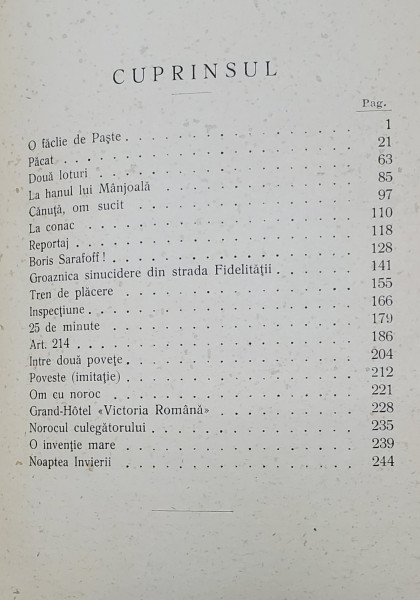 CUPRINSUL
Pag.
O făclie de Paşte . . . . . . . . . . . . 1
Păcat . . . . . . . . . . . . . . . 21
Două loturi . . . . . . . . . . . . . 63
La hanul lui Mânjoală . . . . . . . . . . 85
Cănuţă, om sucit . . . . . . . . . . . 97
La conac . . . . . . . . . . . . . . 110
Reportaj . . . . . . . . . . . . . . 118
Boris Sarafoff! . . . . . . . . . . . . 128
Groaznica sinucidere din strada Fidelităţii . . . . . 141
Tren de plăcere . . . . . . . . . . . . 155
Inspecţiune . . . . . . . . . . . . . 166
25 de minute . . . . . . . . . . . . 179
Art. 214 . . . . . . . . . . . . . . 186
Intre două poveţe . . . . . . . . . . . 204
Poveste (imitaţie) . . . . . . . . . . . 212
Om cu noroc . . . . . . . . . . . . 221
Grand-Hôtel «Victoria Română» . . . . . . . 228
Norocul culegătorului . . . . . . . . . . 235
O invenţie mare . . . . . . . . . . . 239
Noaptea Invierii . . . . . . . . . . . 244